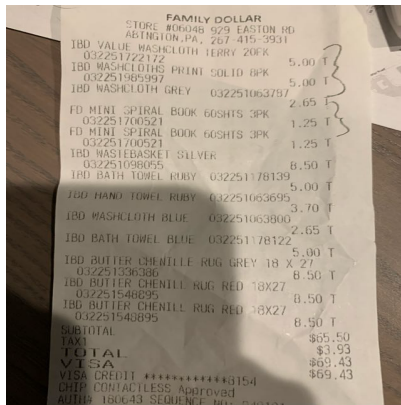 FAMILY DOLLAR
STORE #06048 929 EASTON RD
ABINGTON,PA, 267-415-3931
IBD VALUE WASHCLOTH TERRY 20PK
032251722172 5.00 T
IBD WASHCLOTHS PRINT SOLID 8PK
032251985997 5.00 T
IBD WASHCLOTH GREY 032251063787
2.65 T
FD MINI SPIRAL BOOK 60SHTS 3PK
032251700521 1.25 T
FD MINI SPIRAL BOOK 60SHTS 3PK
032251700521 1.25 T
IBD WASTEBASKET SILVER
032251098055 8.50 T
IBD BATH TOWEL RUBY 032251178139
5.00 T
IBD HAND TOWEL RUBY 032251063695
3.70 T
IBD WASHCLOTH BLUE 032251063800
2.65 T
IBD BATH TOWEL BLUE 032251178122
5.00 T
IBD BUTTER CHENILLE RUG GREY 18 X 27
032251336386 8.50 T
IBD BUTTER CHENILL RUG RED 18X27
032251548895 8.50 T
IBD BUTTER CHENILL RUG RED 18X27
032251548895 8.50 T
SUBTOTAL $65.50
TAX1 $3.93
TOTAL $69.43
VISA $69.43
VISA CREDIT ************8154
CHIP CONTACTLESS Approved
AUTH# 180643 SEQUENCE